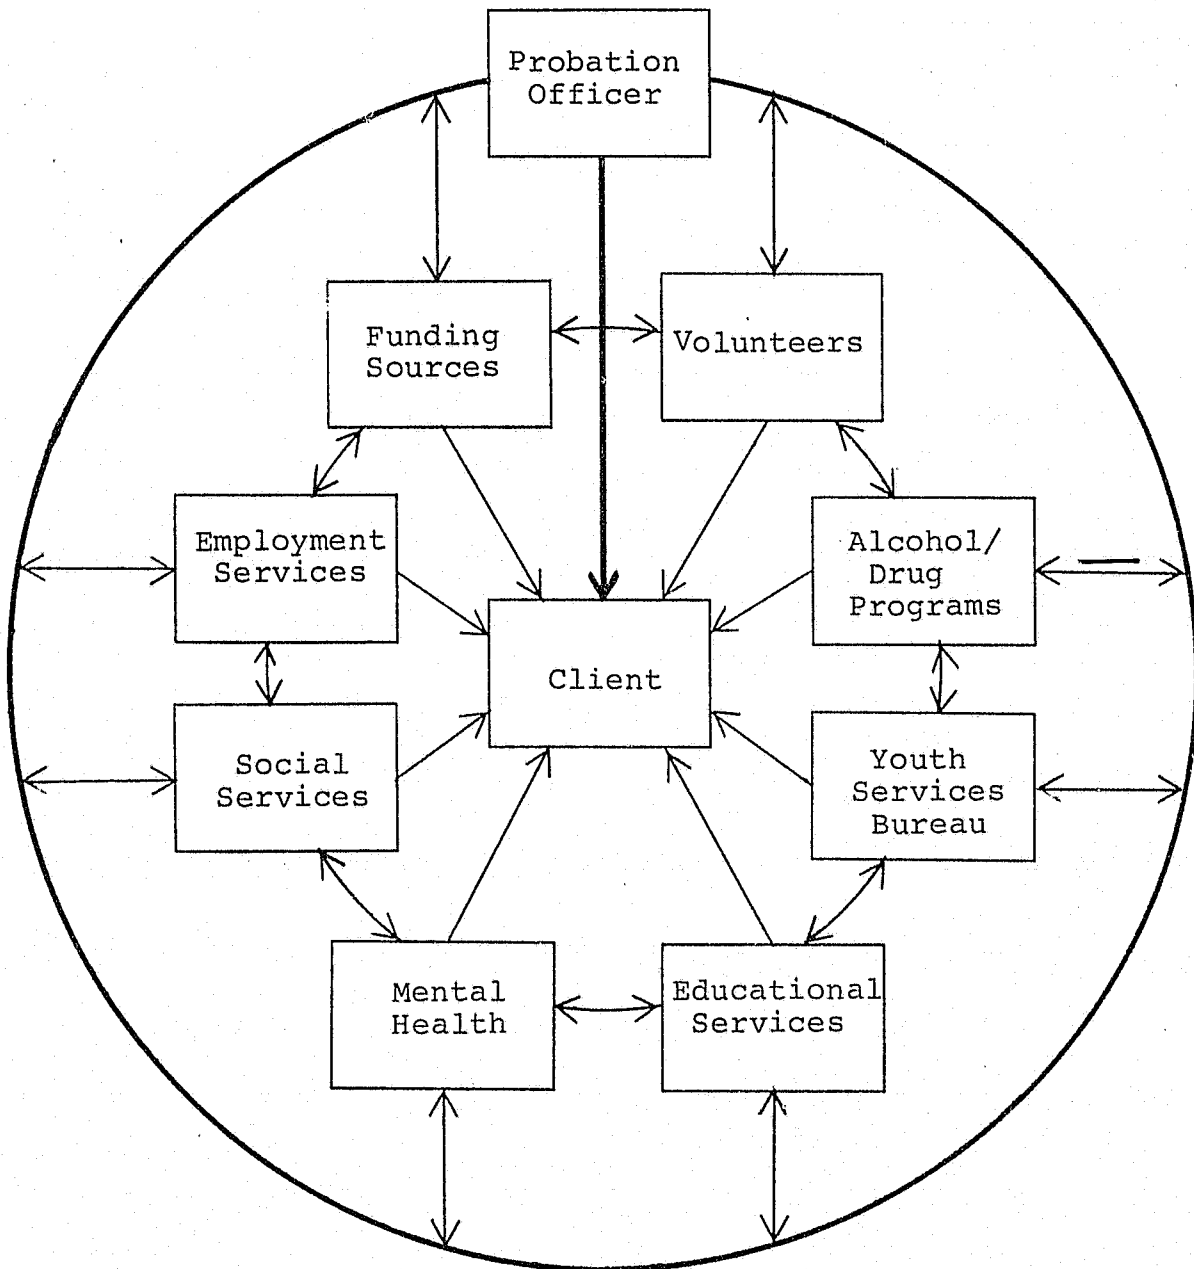 Probation
Officer
Funding
Sources
Volunteers
Employment
Services
Alcohol/
Drug
Programs
Client
Social
Services
Youth
Services
Bureau
Mental
Health
Educational
Services